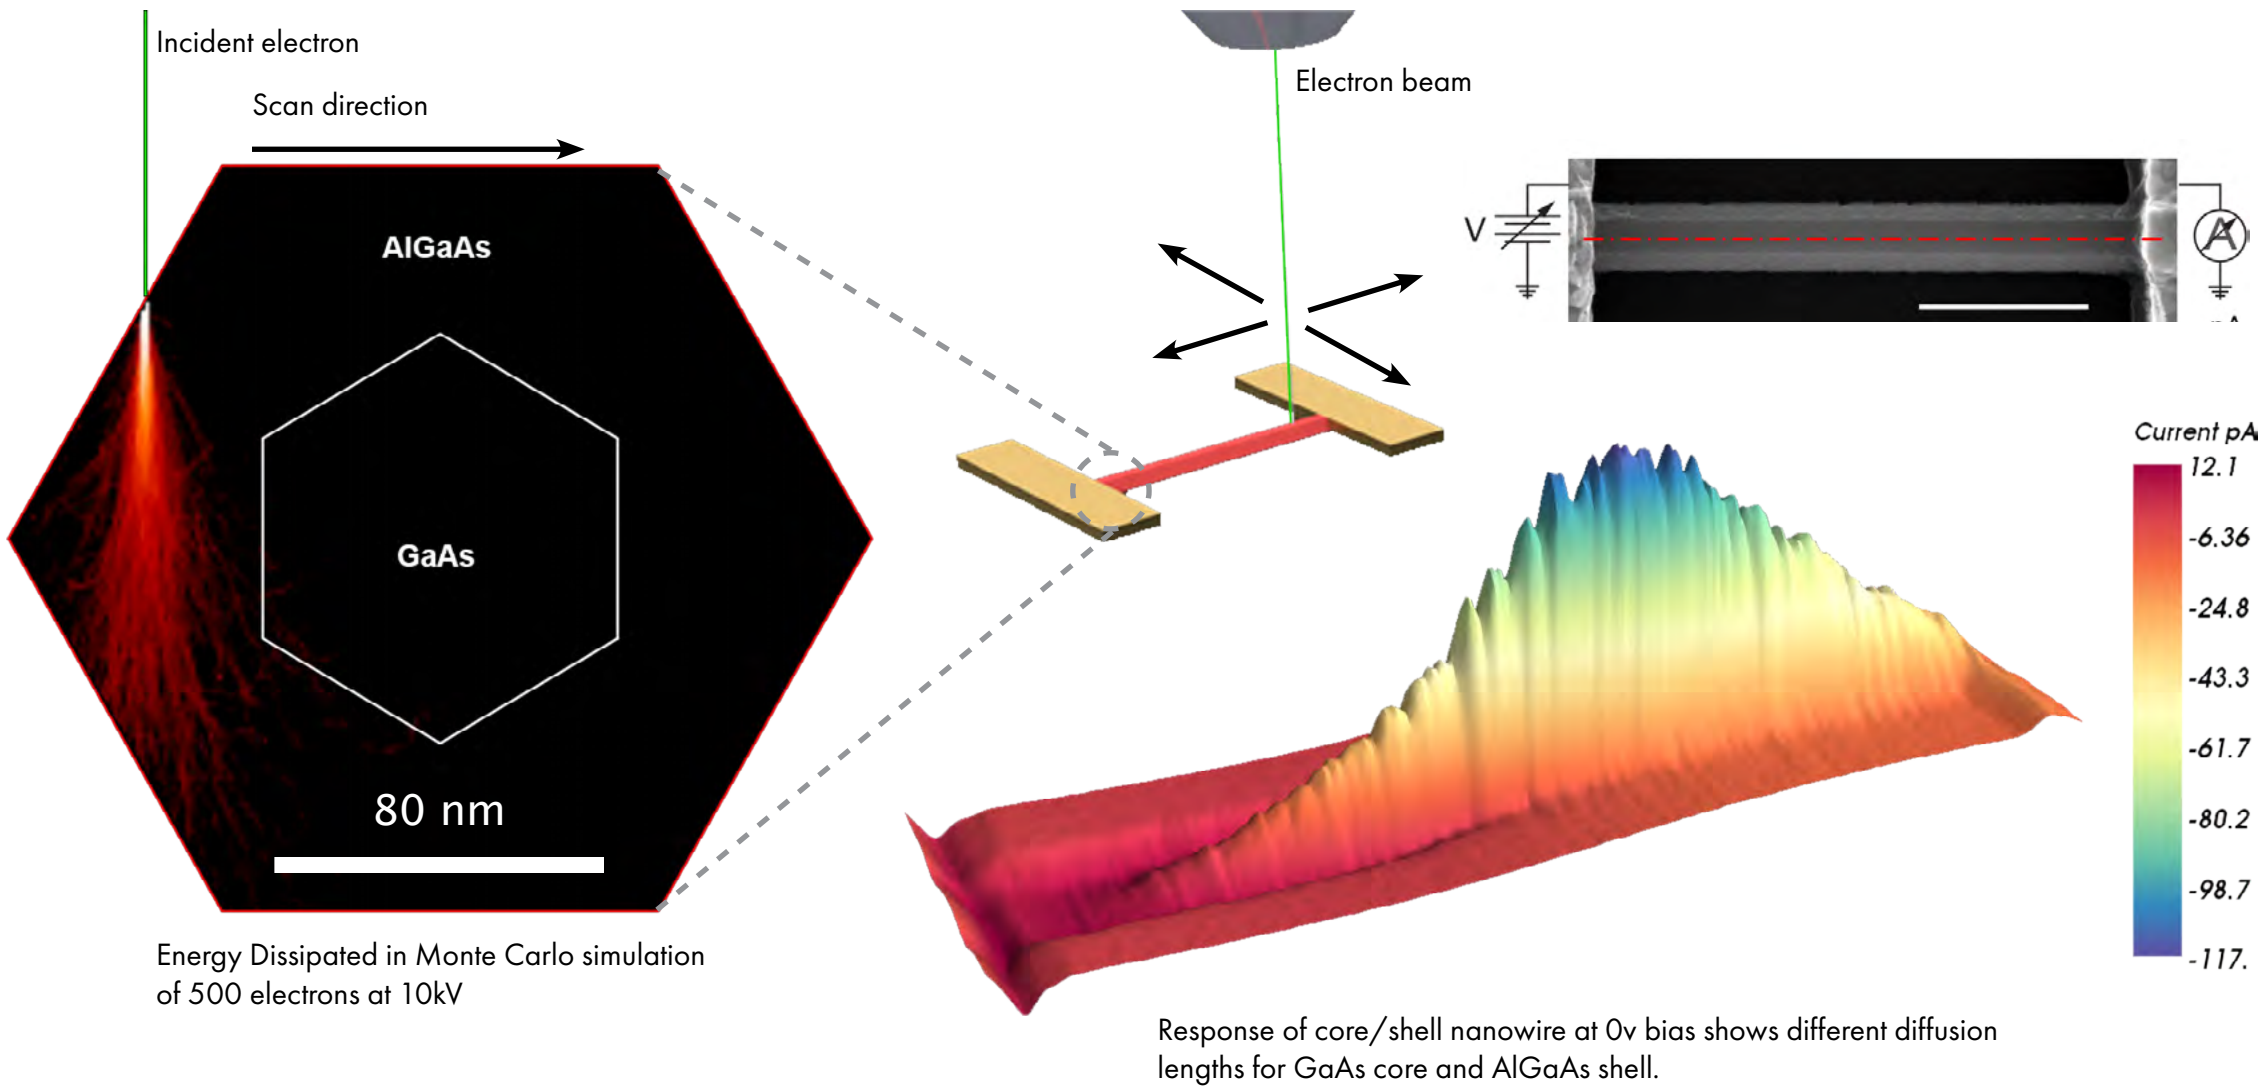 Incident electron
Scan direction
AlGaAs
GaAs
80 nm
Energy Dissipated in Monte Carlo simulation
of 500 electrons at 10kV
Electron beam
V
A
Current pA
12.1
-6.36
-24.8
-43.3
-61.7
-80.2
-98.7
-117.
Response of core/shell nanowire at 0v bias shows different diffusion
lengths for GaAs core and AlGaAs shell.